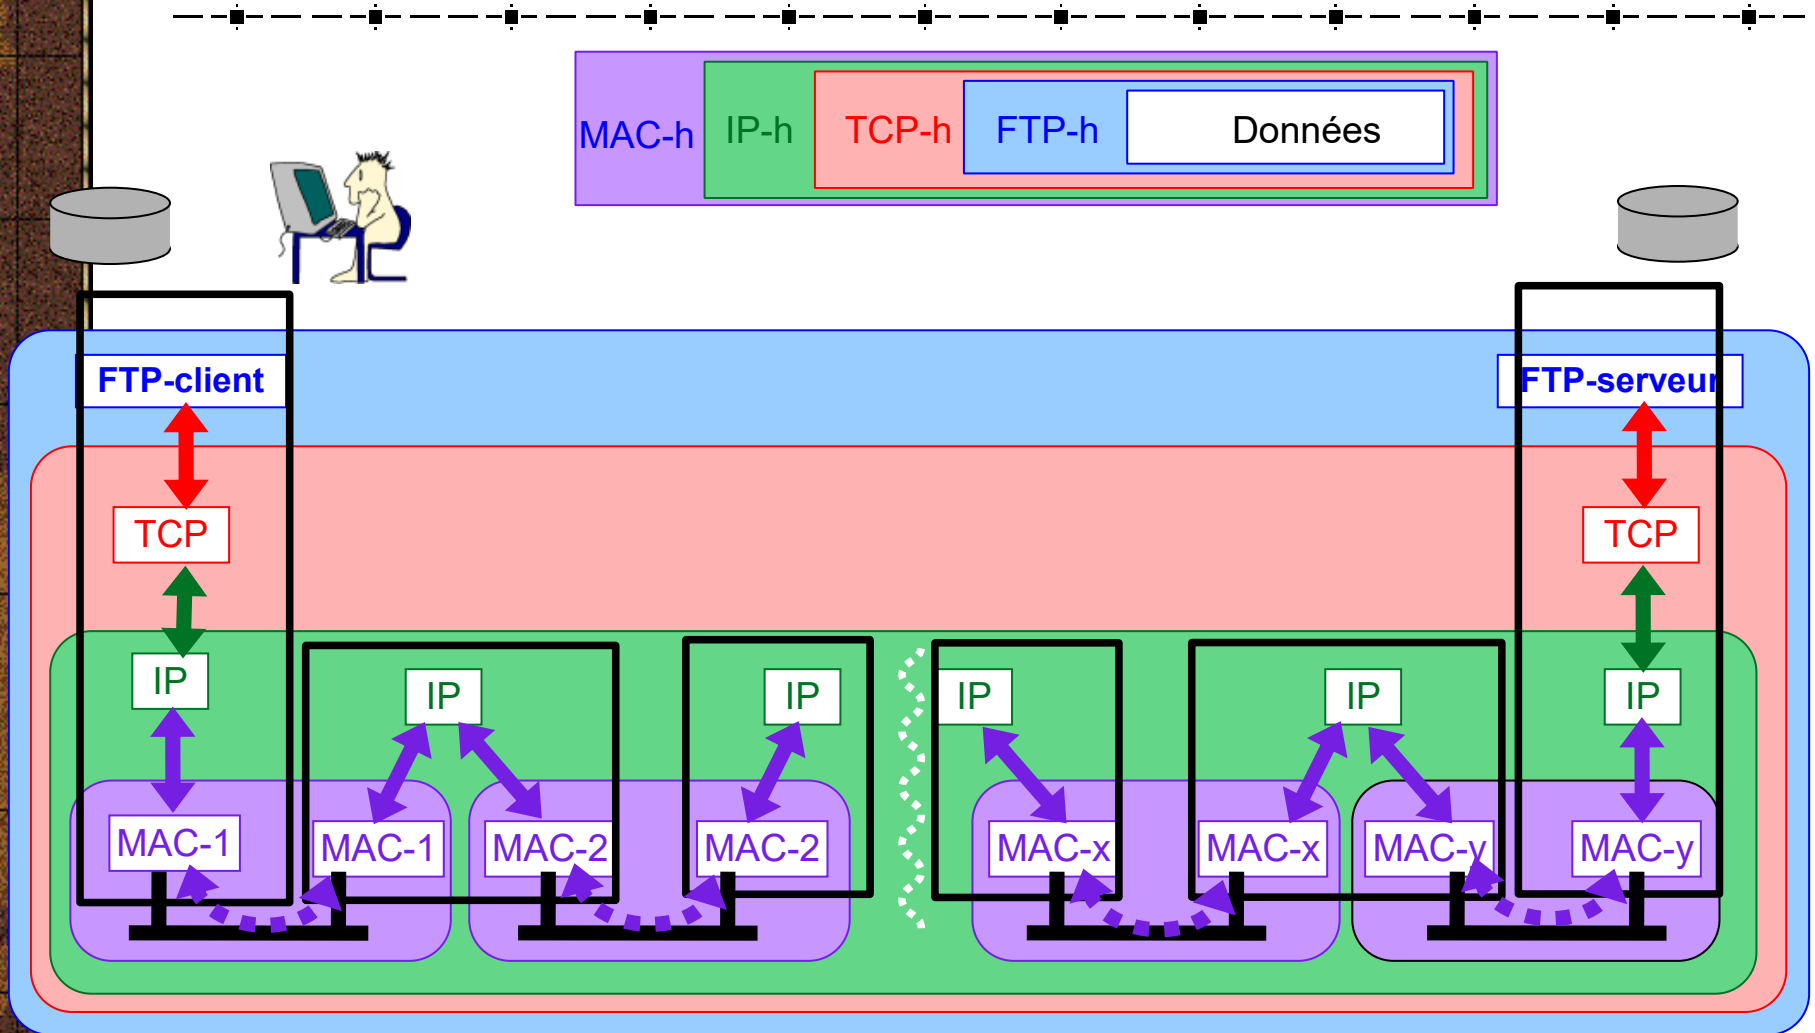 MAC-h IP-h TCP-h FTP-h Données
FTP-client FTP-serveur
TCP TCP
IP IP IP IP IP IP
MAC-1 MAC-1 MAC-2 MAC-2 MAC-x MAC-x MAC-y MAC-y